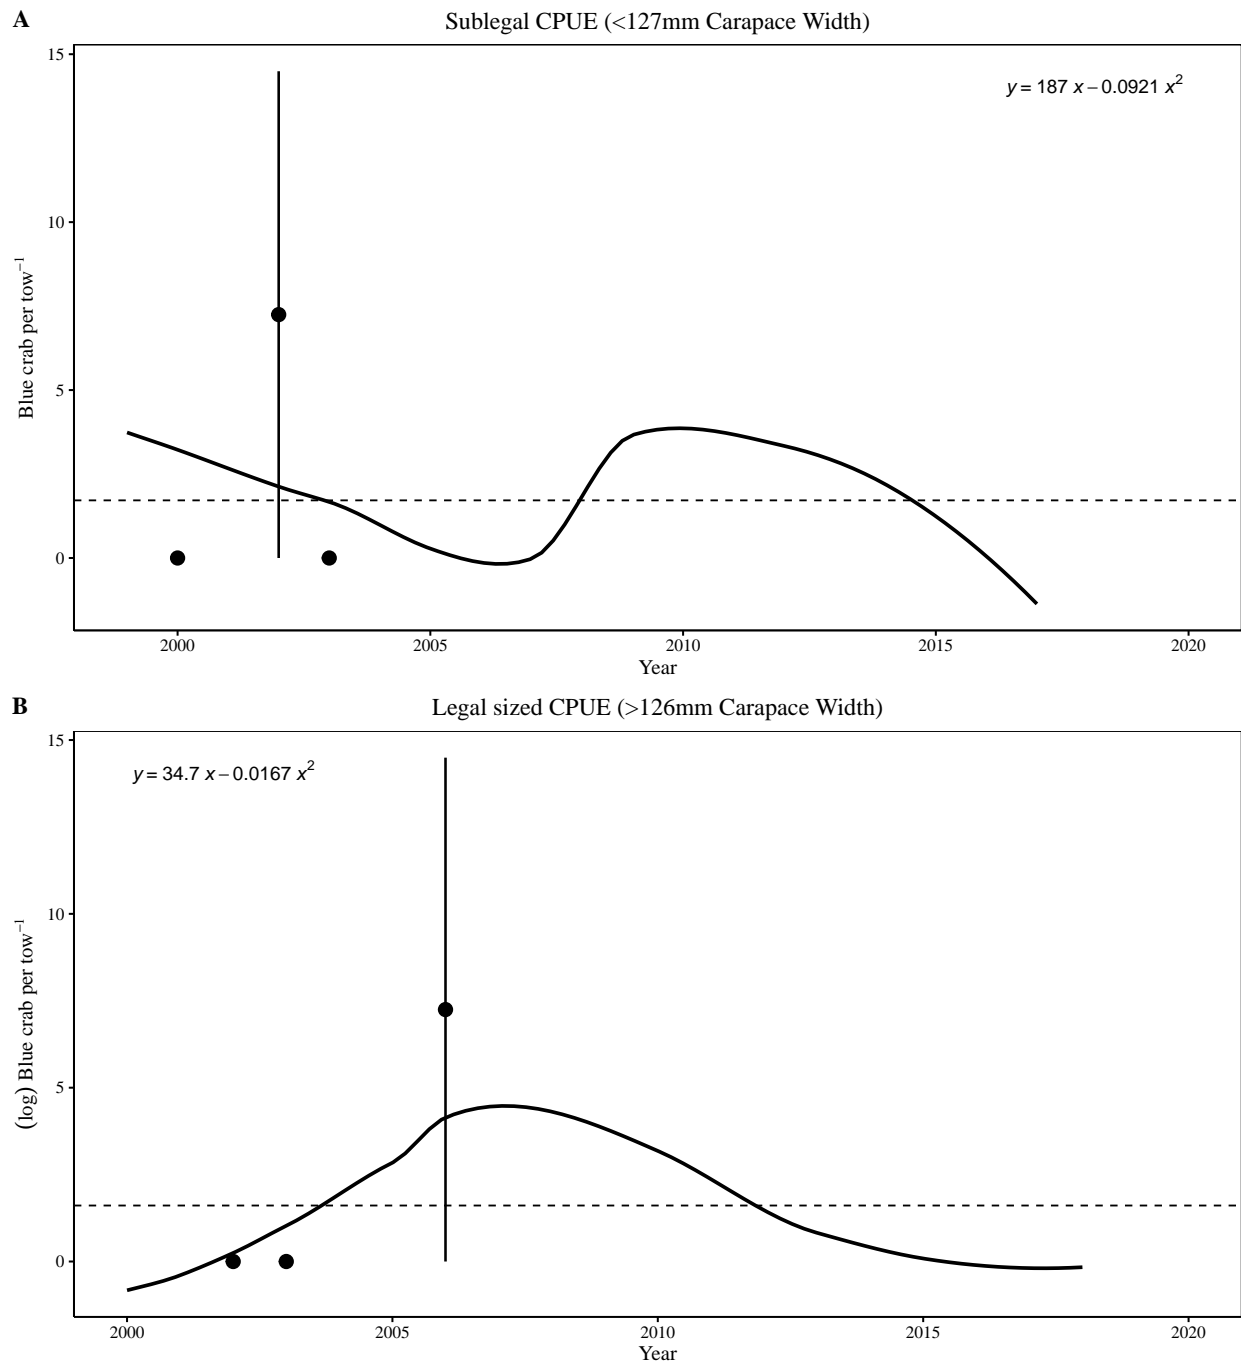 A
Sublegal CPUE (<127mm Carapace Width)
15
y = 187 x – 0.0921 x²
10
Blue crab per tow⁻¹
5
0
2000 2005 2010 2015 2020
Year
B
Legal sized CPUE (>126mm Carapace Width)
15
y = 34.7 x – 0.0167 x²
10
(log) Blue crab per tow⁻¹
5
0
2000 2005 2010 2015 2020
Year